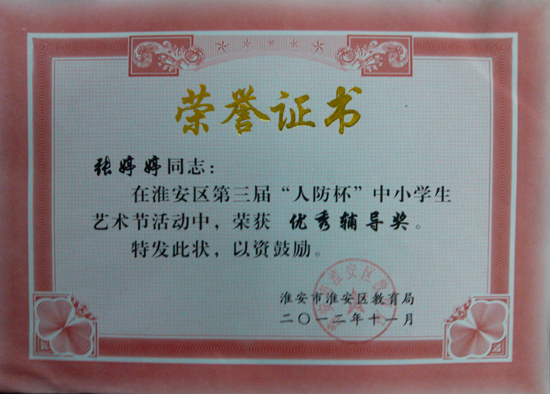 荣誉证书
张婷婷同志：
在淮安区第三届“人防杯”中小学生
艺术节活动中，荣获 优秀辅导奖。
特发此状，以资鼓励。
淮安市淮安区教育局
二〇一二年十一月